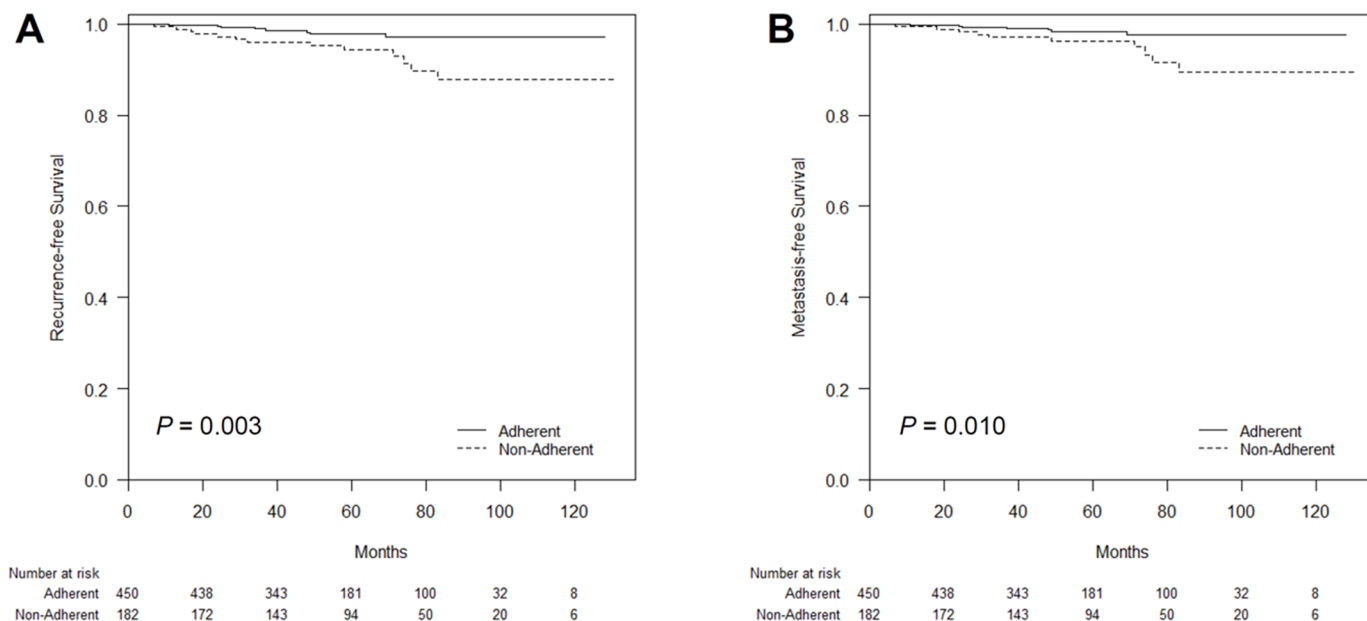 A
Recurrence-free Survival
1.0
0.8
0.6
0.4
0.2
0.0
P = 0.003
Adherent
Non-Adherent
0 20 40 60 80 100 120
Months
Number at risk
Adherent 450 438 343 181 100 32 8
Non-Adherent 182 172 143 94 50 20 6
B
Metastasis-free Survival
1.0
0.8
0.6
0.4
0.2
0.0
P = 0.010
Adherent
Non-Adherent
0 20 40 60 80 100 120
Months
Number at risk
Adherent 450 438 343 181 100 32 8
Non-Adherent 182 172 143 94 50 20 6